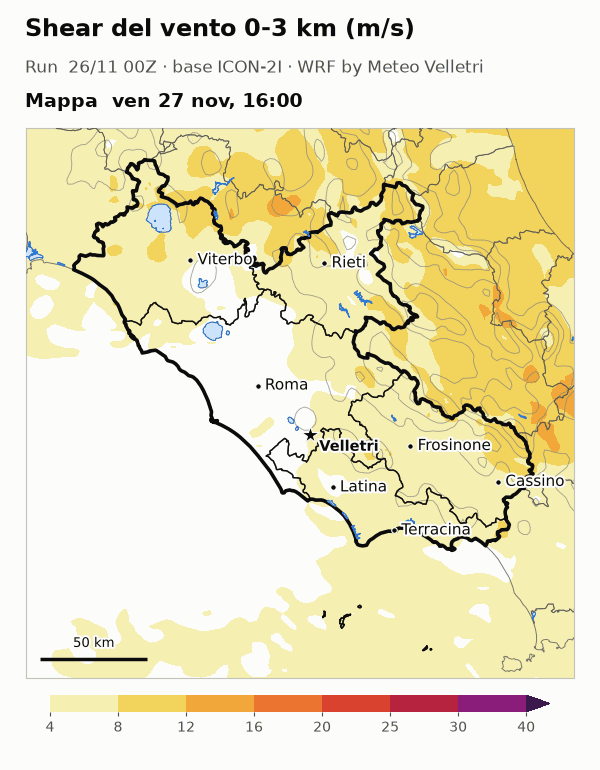 Shear del vento 0-3 km (m/s)
Run  26/11 00Z · base ICON-2I · WRF by Meteo Velletri
Mappa  ven 27 nov, 16:00
Viterbo
Rieti
Roma
Velletri
Frosinone
Latina
Cassino
Terracina
50 km
4 8 12 16 20 25 30 40